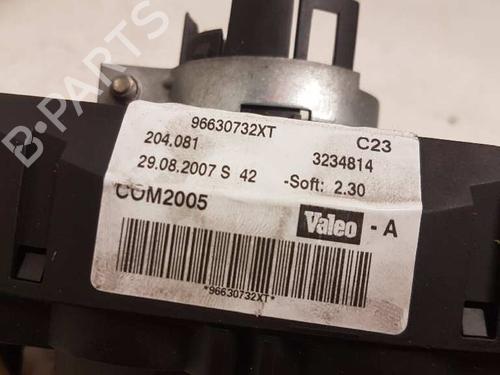 B-PARTS
96630732XT C23
204.081 3234814
29.08.2007 S 42 -Soft: 2.30
COM2005 Valeo - A
*96630732XT*